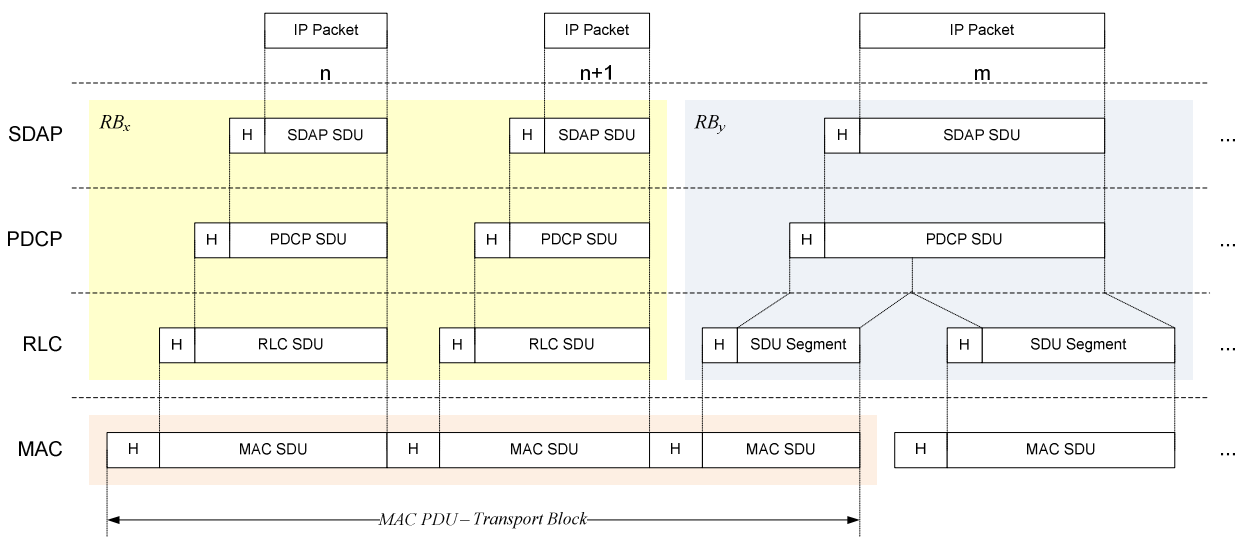 IP Packet IP Packet IP Packet
n n+1 m
RBx RBy
SDAP H SDAP SDU H SDAP SDU H SDAP SDU ...
PDCP H PDCP SDU H PDCP SDU H PDCP SDU ...
RLC H RLC SDU H RLC SDU H SDU Segment H SDU Segment ...
MAC H MAC SDU H MAC SDU H MAC SDU H MAC SDU ...
MAC PDU – Transport Block